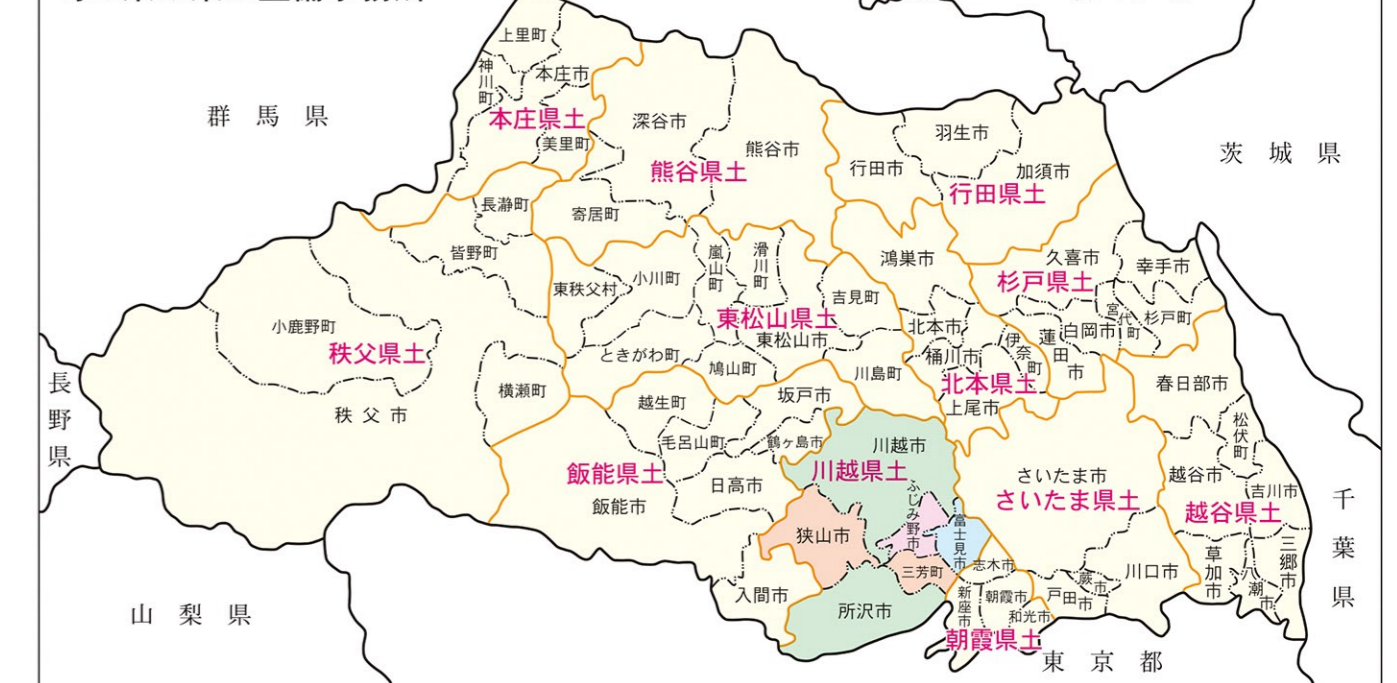 群馬県
茨城県
長野県
山梨県
千葉県
東京都
上里町
神川町
本庄市
本庄県土
美里町
深谷市
熊谷市
熊谷県土
寄居町
羽生市
行田市
加須市
行田県土
長瀞町
皆野町
小鹿野町
秩父県土
秩父市
横瀬町
東秩父村
小川町
嵐山町
滑川町
吉見町
東松山県土
東松山市
ときがわ町
鳩山町
川島町
鴻巣市
北本市
桶川市
伊奈町
北本県土
上尾市
久喜市
幸手市
杉戸県土
宮代町
杉戸町
白岡市
蓮田市
春日部市
松伏町
越谷市
吉川市
越谷県土
草加市
八潮市
三郷市
越生町
坂戸市
毛呂山町
鶴ヶ島市
飯能県土
飯能市
日高市
川越市
川越県土
ふじみ野市
富士見市
狭山市
三芳町
入間市
所沢市
さいたま市
さいたま県土
川口市
蕨市
戸田市
志木市
新座市
朝霞市
和光市
朝霞県土